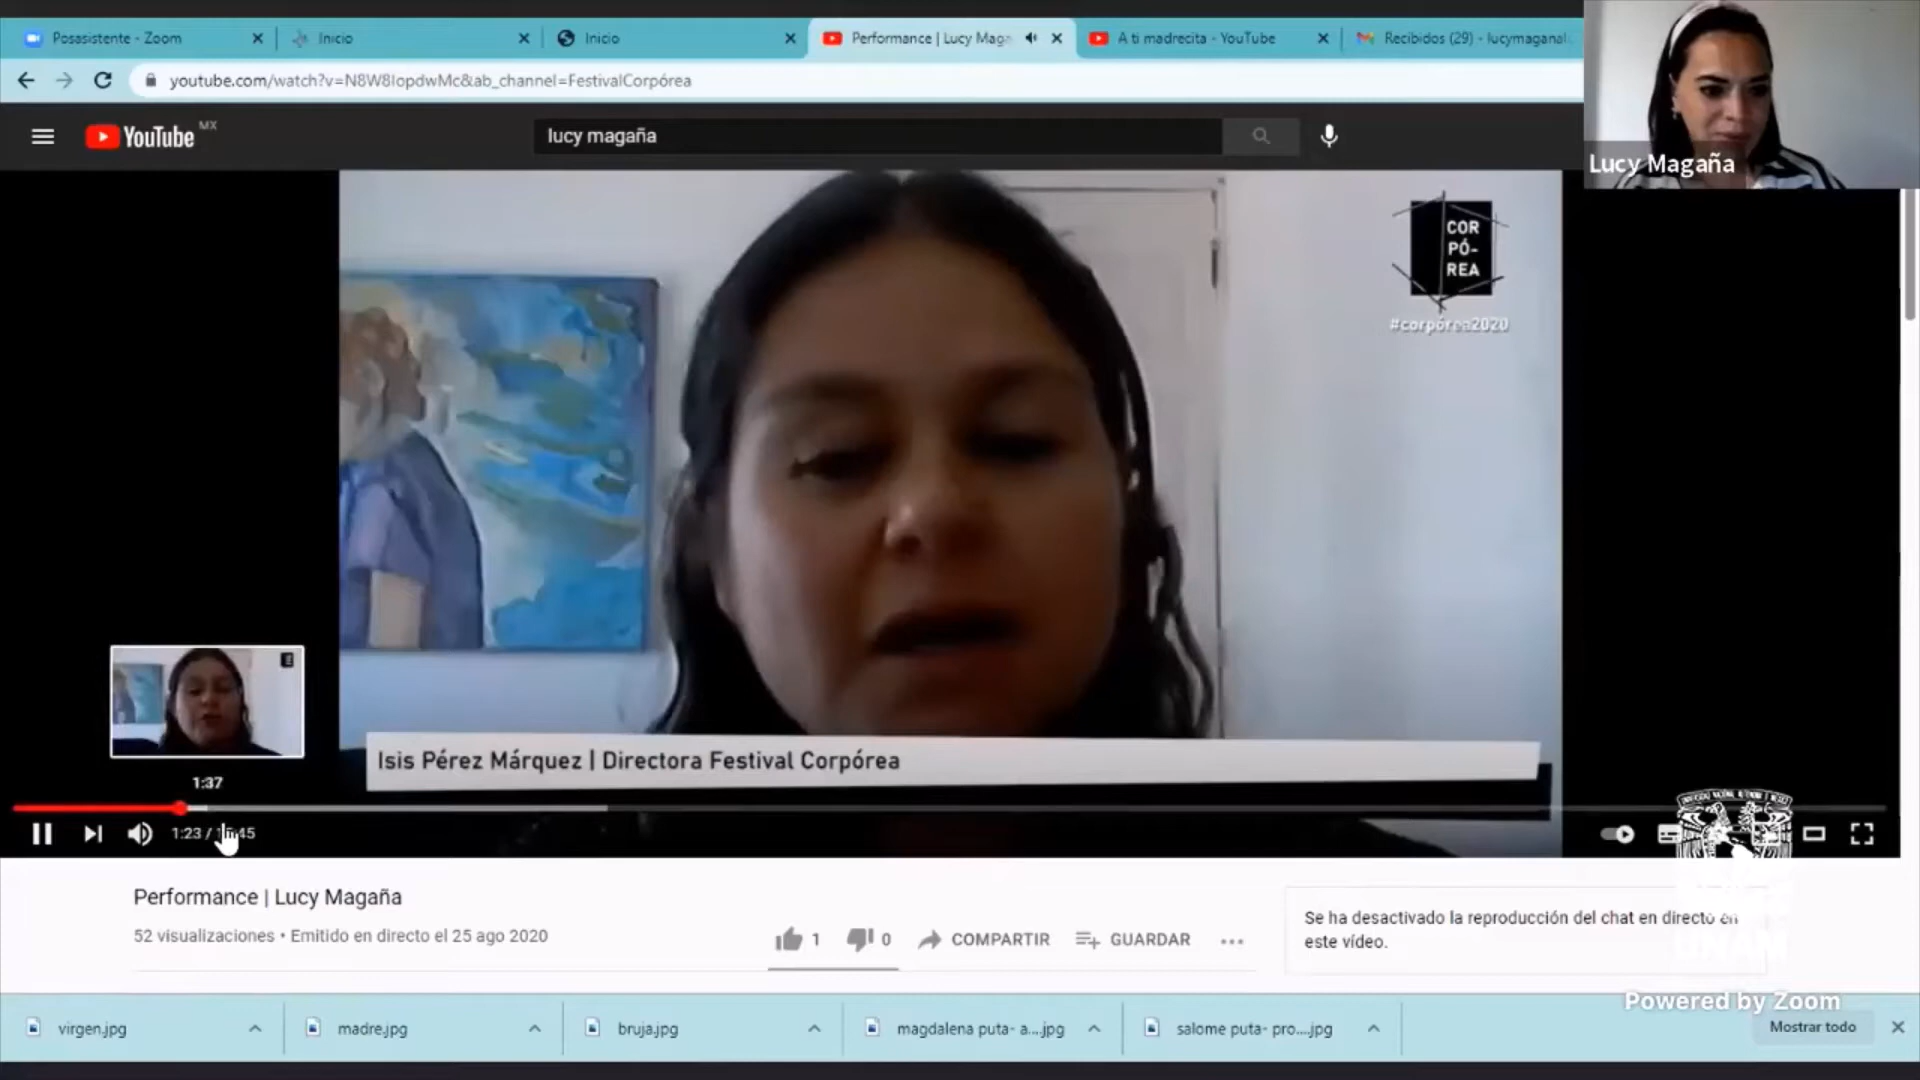 Posasistente - Zoom
Inicio
Inicio
Performance | Lucy Maga
A ti madrecita - YouTube
Recibidos (29) - lucymaganal
youtube.com/watch?v=N8W8IopdwMc&ab_channel=FestivalCorpórea
YouTube MX
lucy magaña
Lucy Magaña
COR
PÓ-
REA
#corpórea2020
Isis Pérez Márquez | Directora Festival Corpórea
1:37
1:23 /
45
Performance | Lucy Magaña
52 visualizaciones • Emitido en directo el 25 ago 2020
1
0
COMPARTIR
GUARDAR
Se ha desactivado la reproducción del chat en directo en
este vídeo.
Powered by Zoom
virgen.jpg
madre.jpg
bruja.jpg
magdalena puta- a....jpg
salome puta- pro....jpg
Mostrar todo